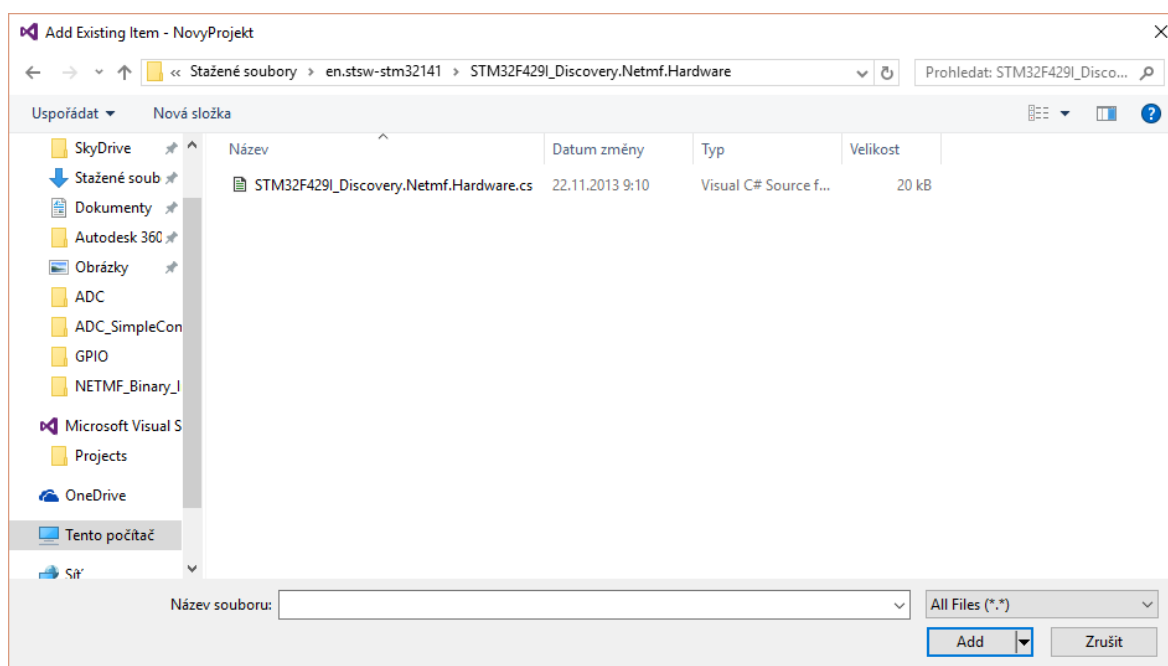 Add Existing Item - NovyProjekt
« Stažené soubory > en.stsw-stm32141 > STM32F429I_Discovery.Netmf.Hardware
Prohledat: STM32F429I_Disco...
Uspořádat
Nová složka
?
SkyDrive
Stažené soub
Dokumenty
Autodesk 360
Obrázky
ADC
ADC_SimpleCon
GPIO
NETMF_Binary_I
Microsoft Visual S
Projects
OneDrive
Tento počítač
Síť
Název Datum změny Typ Velikost
STM32F429I_Discovery.Netmf.Hardware.cs 22.11.2013 9:10 Visual C# Source f... 20 kB
Název souboru:
All Files (*.*)
Add
Zrušit